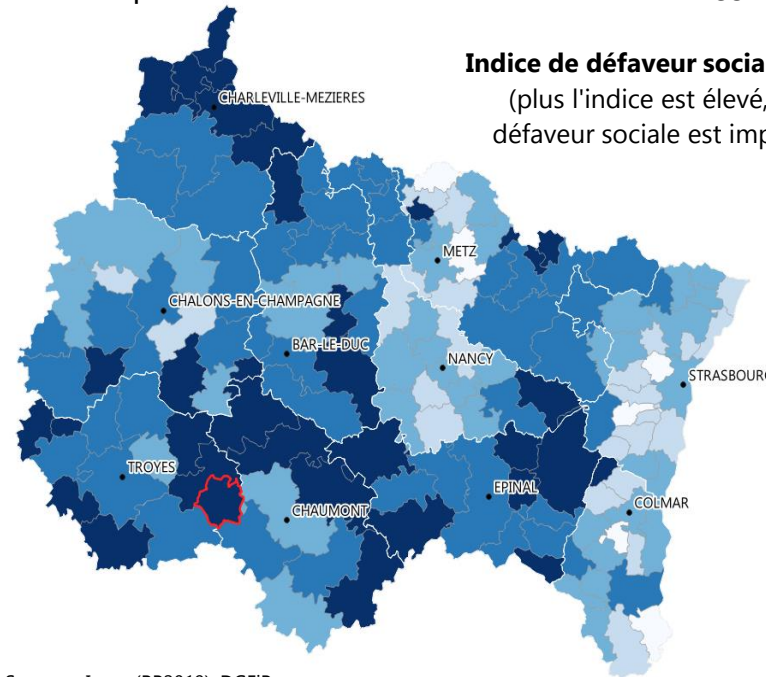 Indice de défaveur socia
(plus l'indice est élevé,
défaveur sociale est imp
CHARLEVILLE-MEZIERES
METZ
CHALONS-EN-CHAMPAGNE
BAR-LE-DUC
NANCY
STRASBOURG
TROYES
EPINAL
CHAUMONT
COLMAR